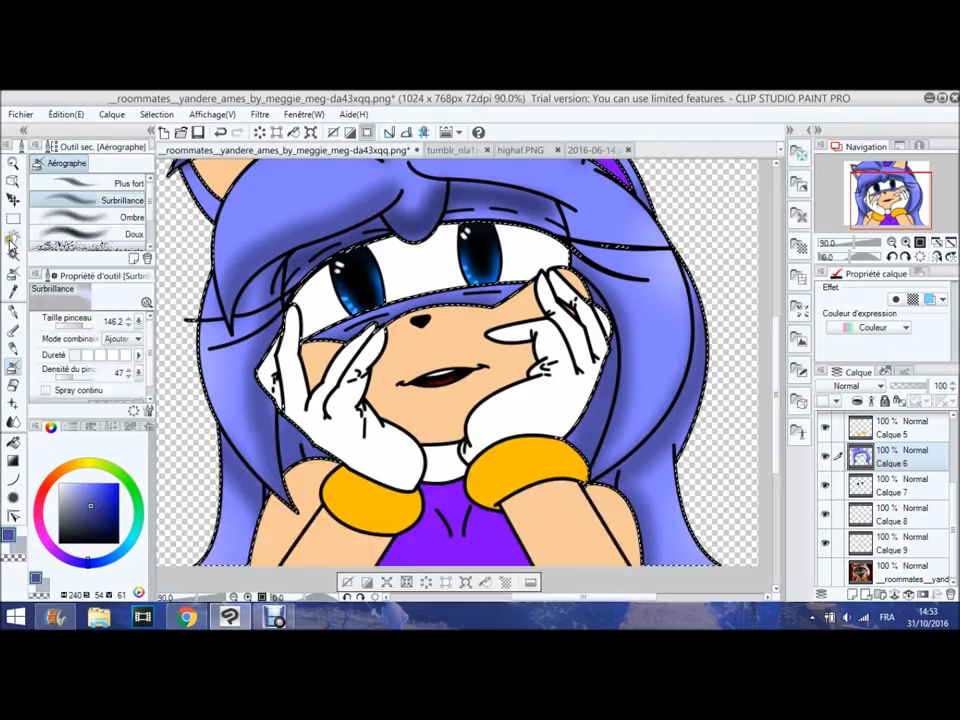 __roommates__yandere_ames_by_meggie_meg-da43xqq.png* (1024 x 768px 72dpi 90.0%) Trial version: You can use limited features. - CLIP STUDIO PAINT PRO
Fichier Edition(E) Calque Sélection Affichage(V) Filtre Fenêtre(W) Aide(H)
Outil sec. [Aérographe]
Aérographe
Plus fort
Surbrillance
Ombre
Doux
Propriété d'outil [Surbril
Surbrillance
Taille pinceau 146.2
Mode combinai Ajouter
Dureté
Densité du pinc 47
Spray continu
240 S 54 V 61
__roommates__yandere_ames_by_meggie_meg-da43xqq.png*
tumblr_nla1
highaf.PNG
2016-06-14
90.0 0.0
Navigation
90.0
0.0
Propriété calque
Effet
Couleur d'expression
Couleur
Calque
Normal 100
100 % Normal
Calque 5
100 % Normal
Calque 6
100 % Normal
Calque 7
100 % Normal
Calque 8
100 % Normal
Calque 9
100 % Normal
__roommates__yand
FRA
14:53
31/10/2016